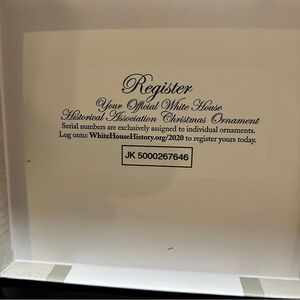 Register
Your Official White House
Historical Association Christmas Ornament
Serial numbers are exclusively assigned to individual ornaments.
Log onto: WhiteHouseHistory.org/2020 to register yours today.
JK 5000267646